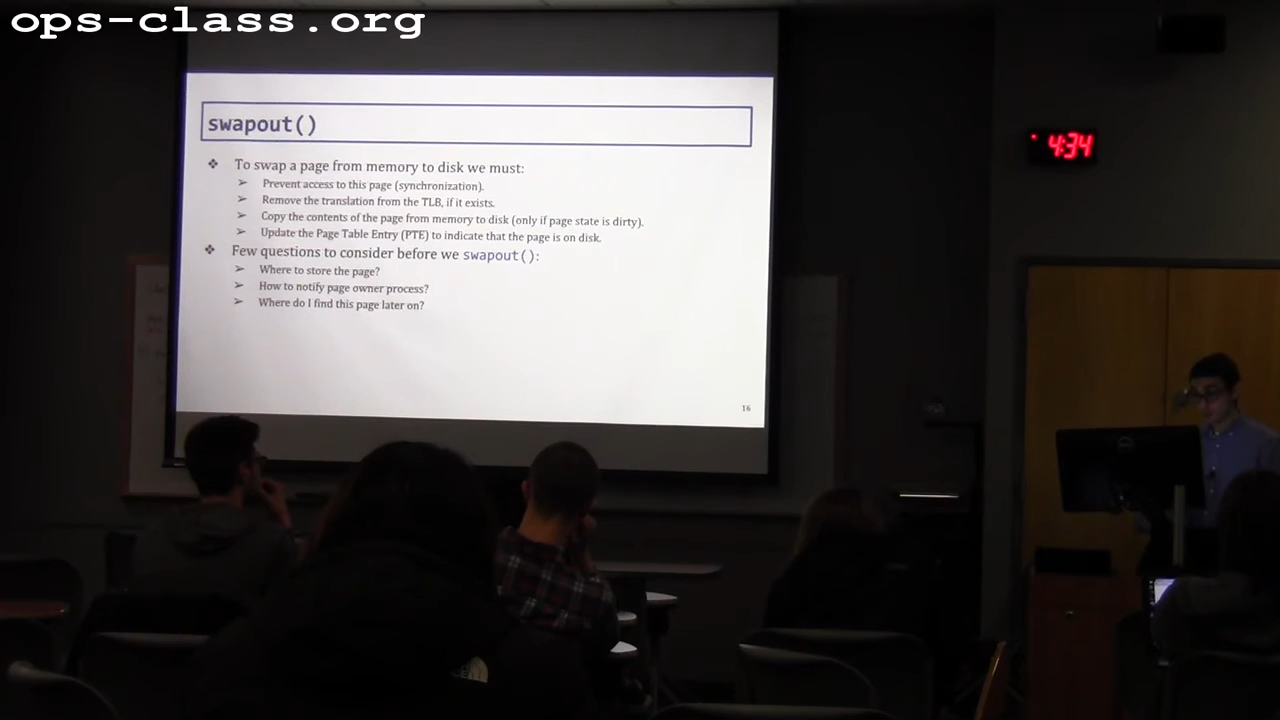 ops-class.org
swapout()
❖ To swap a page from memory to disk we must:
➢ Prevent access to this page (synchronization).
➢ Remove the translation from the TLB, if it exists.
➢ Copy the contents of the page from memory to disk (only if page state is dirty).
➢ Update the Page Table Entry (PTE) to indicate that the page is on disk.
❖ Few questions to consider before we swapout():
➢ Where to store the page?
➢ How to notify page owner process?
➢ Where do I find this page later on?
16
4:34